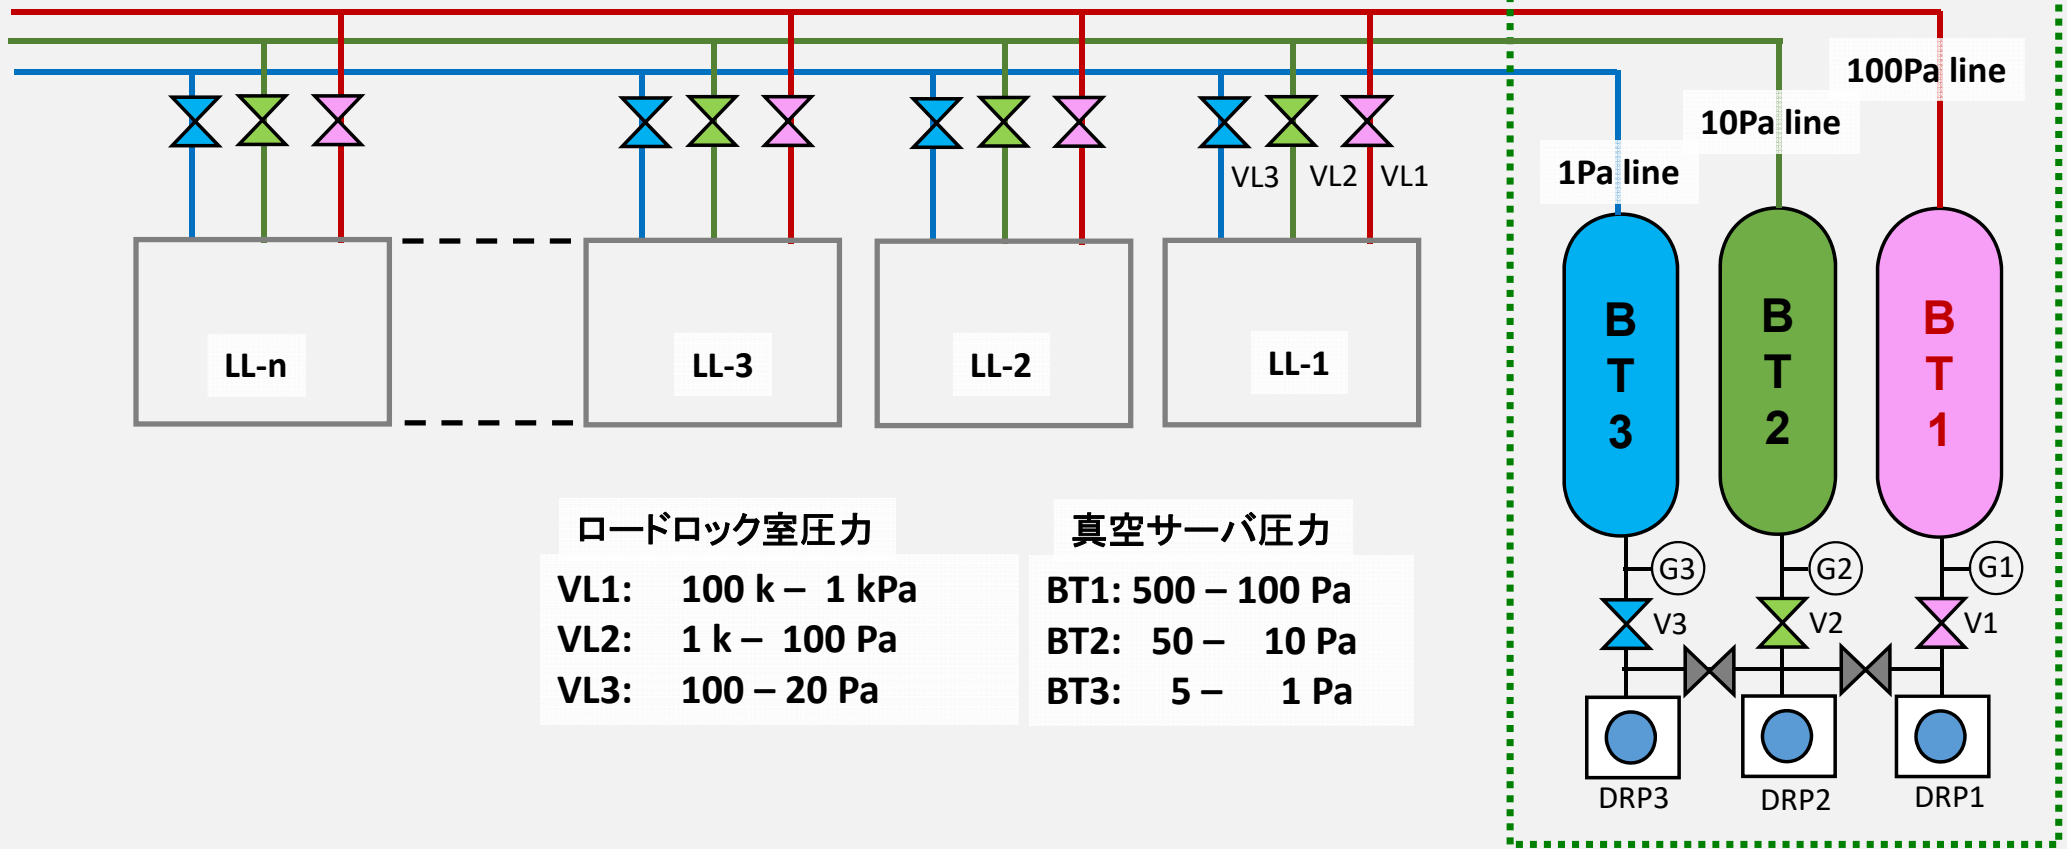 100Pa line
10Pa line
1Pa line
VL3
VL2
VL1
LL-n
LL-3
LL-2
LL-1
B
T
3
B
T
2
B
T
1
ロードロック室圧力
VL1: 100 k – 1 kPa
VL2: 1 k – 100 Pa
VL3: 100 – 20 Pa
真空サーバ圧力
BT1: 500 – 100 Pa
BT2: 50 – 10 Pa
BT3: 5 – 1 Pa
G3
G2
G1
V3
V2
V1
DRP3
DRP2
DRP1